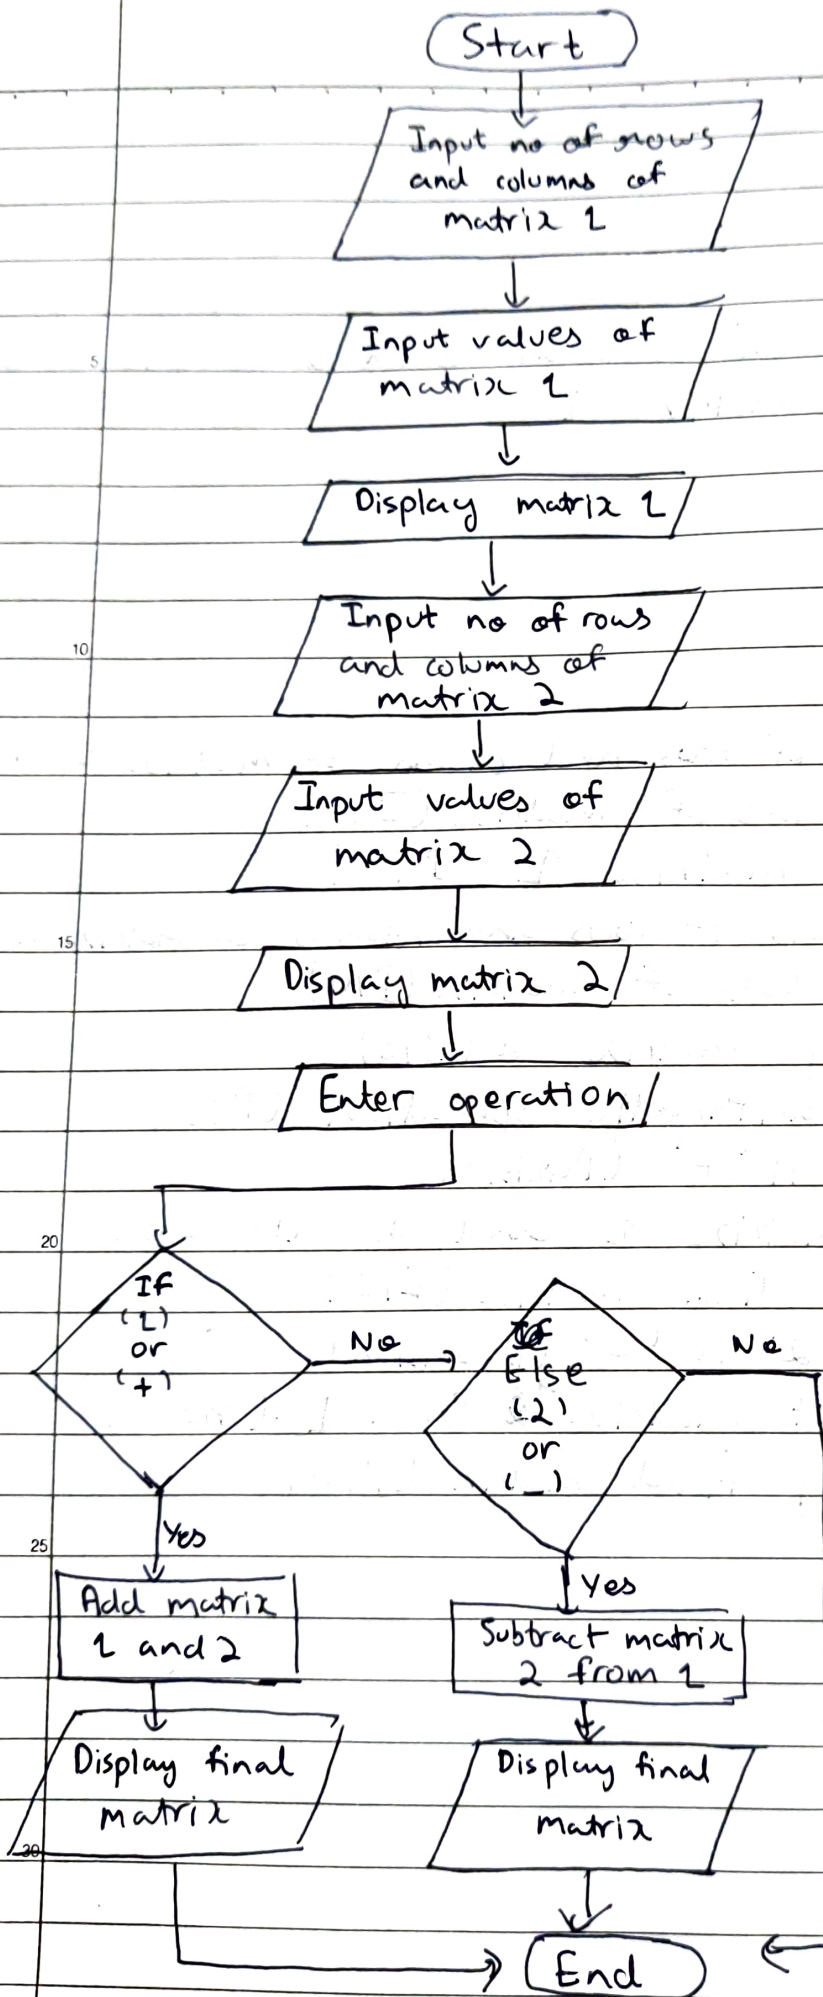 Start
Input no of rows
and columns of
matrix 1
Input values of
matrix 1
5
Display matrix 1
Input no of rows
10
and columns of
matrix 2
Input values of
matrix 2
15
Display matrix 2
Enter operation
20
If
(1)
or
(+)
No
Else
(2)
or
(-)
No
25
Yes
Yes
Add matrix
1 and 2
Subtract matrix
2 from 1
Display final
matrix
Display final
matrix
30
End